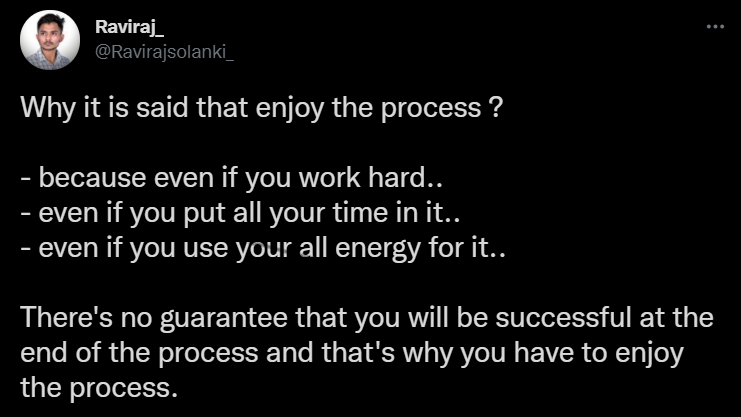 Raviraj_
@Ravirajsolanki_
Why it is said that enjoy the process ?
- because even if you work hard..
- even if you put all your time in it..
- even if you use your all energy for it..
There's no guarantee that you will be successful at the
end of the process and that's why you have to enjoy
the process.